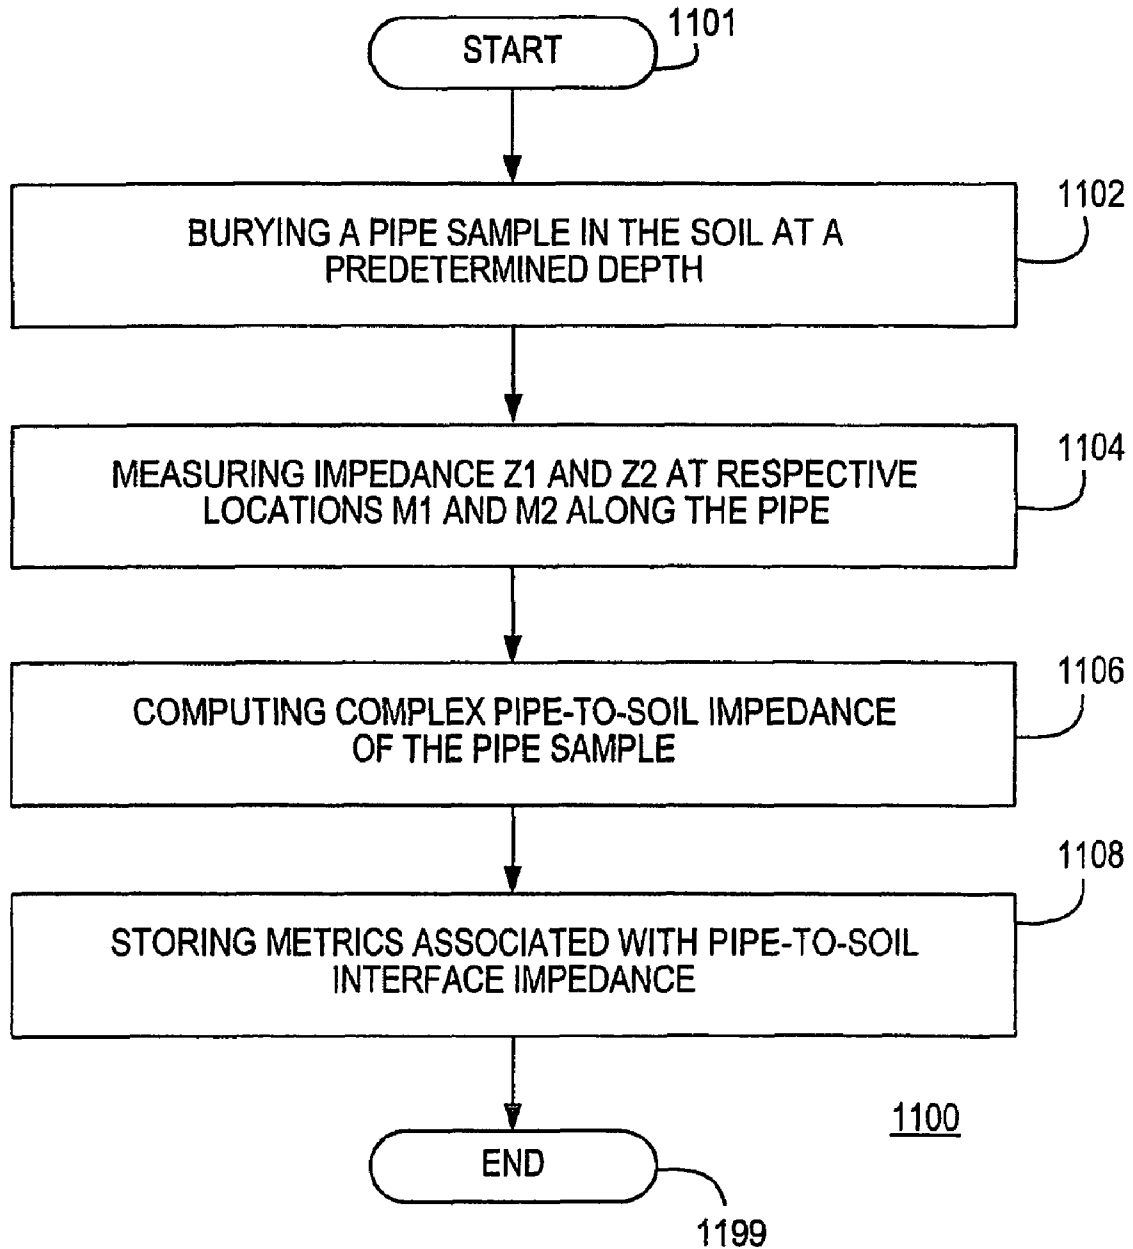 START
1101
BURYING A PIPE SAMPLE IN THE SOIL AT A
PREDETERMINED DEPTH
1102
MEASURING IMPEDANCE Z1 AND Z2 AT RESPECTIVE
LOCATIONS M1 AND M2 ALONG THE PIPE
1104
COMPUTING COMPLEX PIPE-TO-SOIL IMPEDANCE
OF THE PIPE SAMPLE
1106
STORING METRICS ASSOCIATED WITH PIPE-TO-SOIL
INTERFACE IMPEDANCE
1108
1100
END
1199